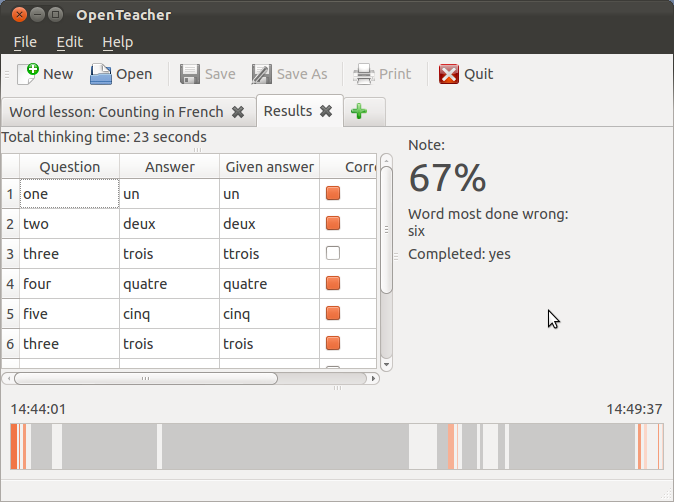 OpenTeacher
File Edit Help
New Open Save Save As Print Quit
Word lesson: Counting in French Results
Total thinking time: 23 seconds
Question Answer Given answer Corre
1 one un un
2 two deux deux
3 three trois ttrois
4 four quatre quatre
5 five cinq cinq
6 three trois trois
Note:
67%
Word most done wrong:
six
Completed: yes
14:44:01 14:49:37